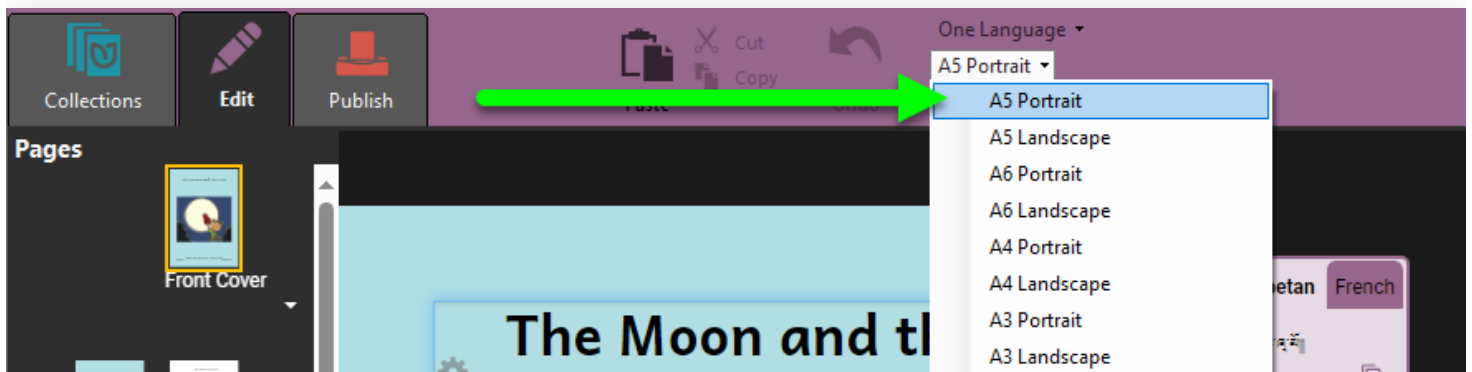 Collections
Edit
Publish
Paste
Cut
Copy
Undo
One Language
A5 Portrait
A5 Portrait
A5 Landscape
A6 Portrait
A6 Landscape
A4 Portrait
A4 Landscape
A3 Portrait
A3 Landscape
Pages
Front Cover
The Moon and th
etan
French